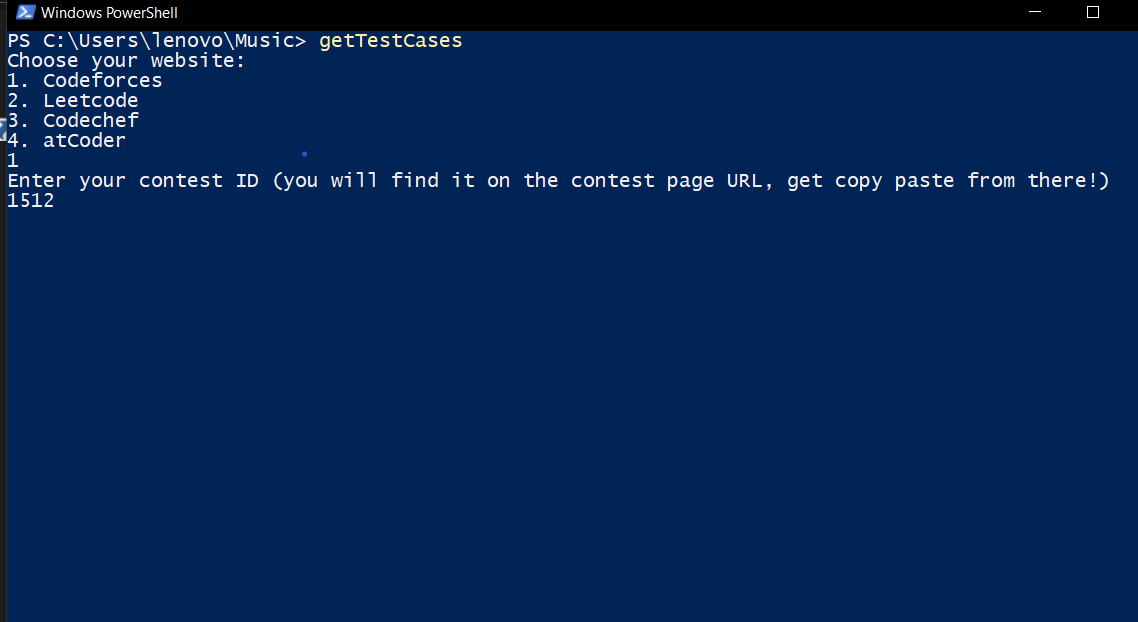 Windows PowerShell
PS C:\Users\lenovo\Music> getTestCases
Choose your website:
1. Codeforces
2. Leetcode
3. Codechef
4. atCoder
1
Enter your contest ID (you will find it on the contest page URL, get copy paste from there!)
1512